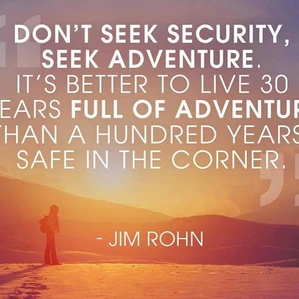 DON'T SEEK SECURITY,
SEEK ADVENTURE.
IT'S BETTER TO LIVE 30
EARS FULL OF ADVENTUR
THAN A HUNDRED YEARS
SAFE IN THE CORNER.
- JIM ROHN